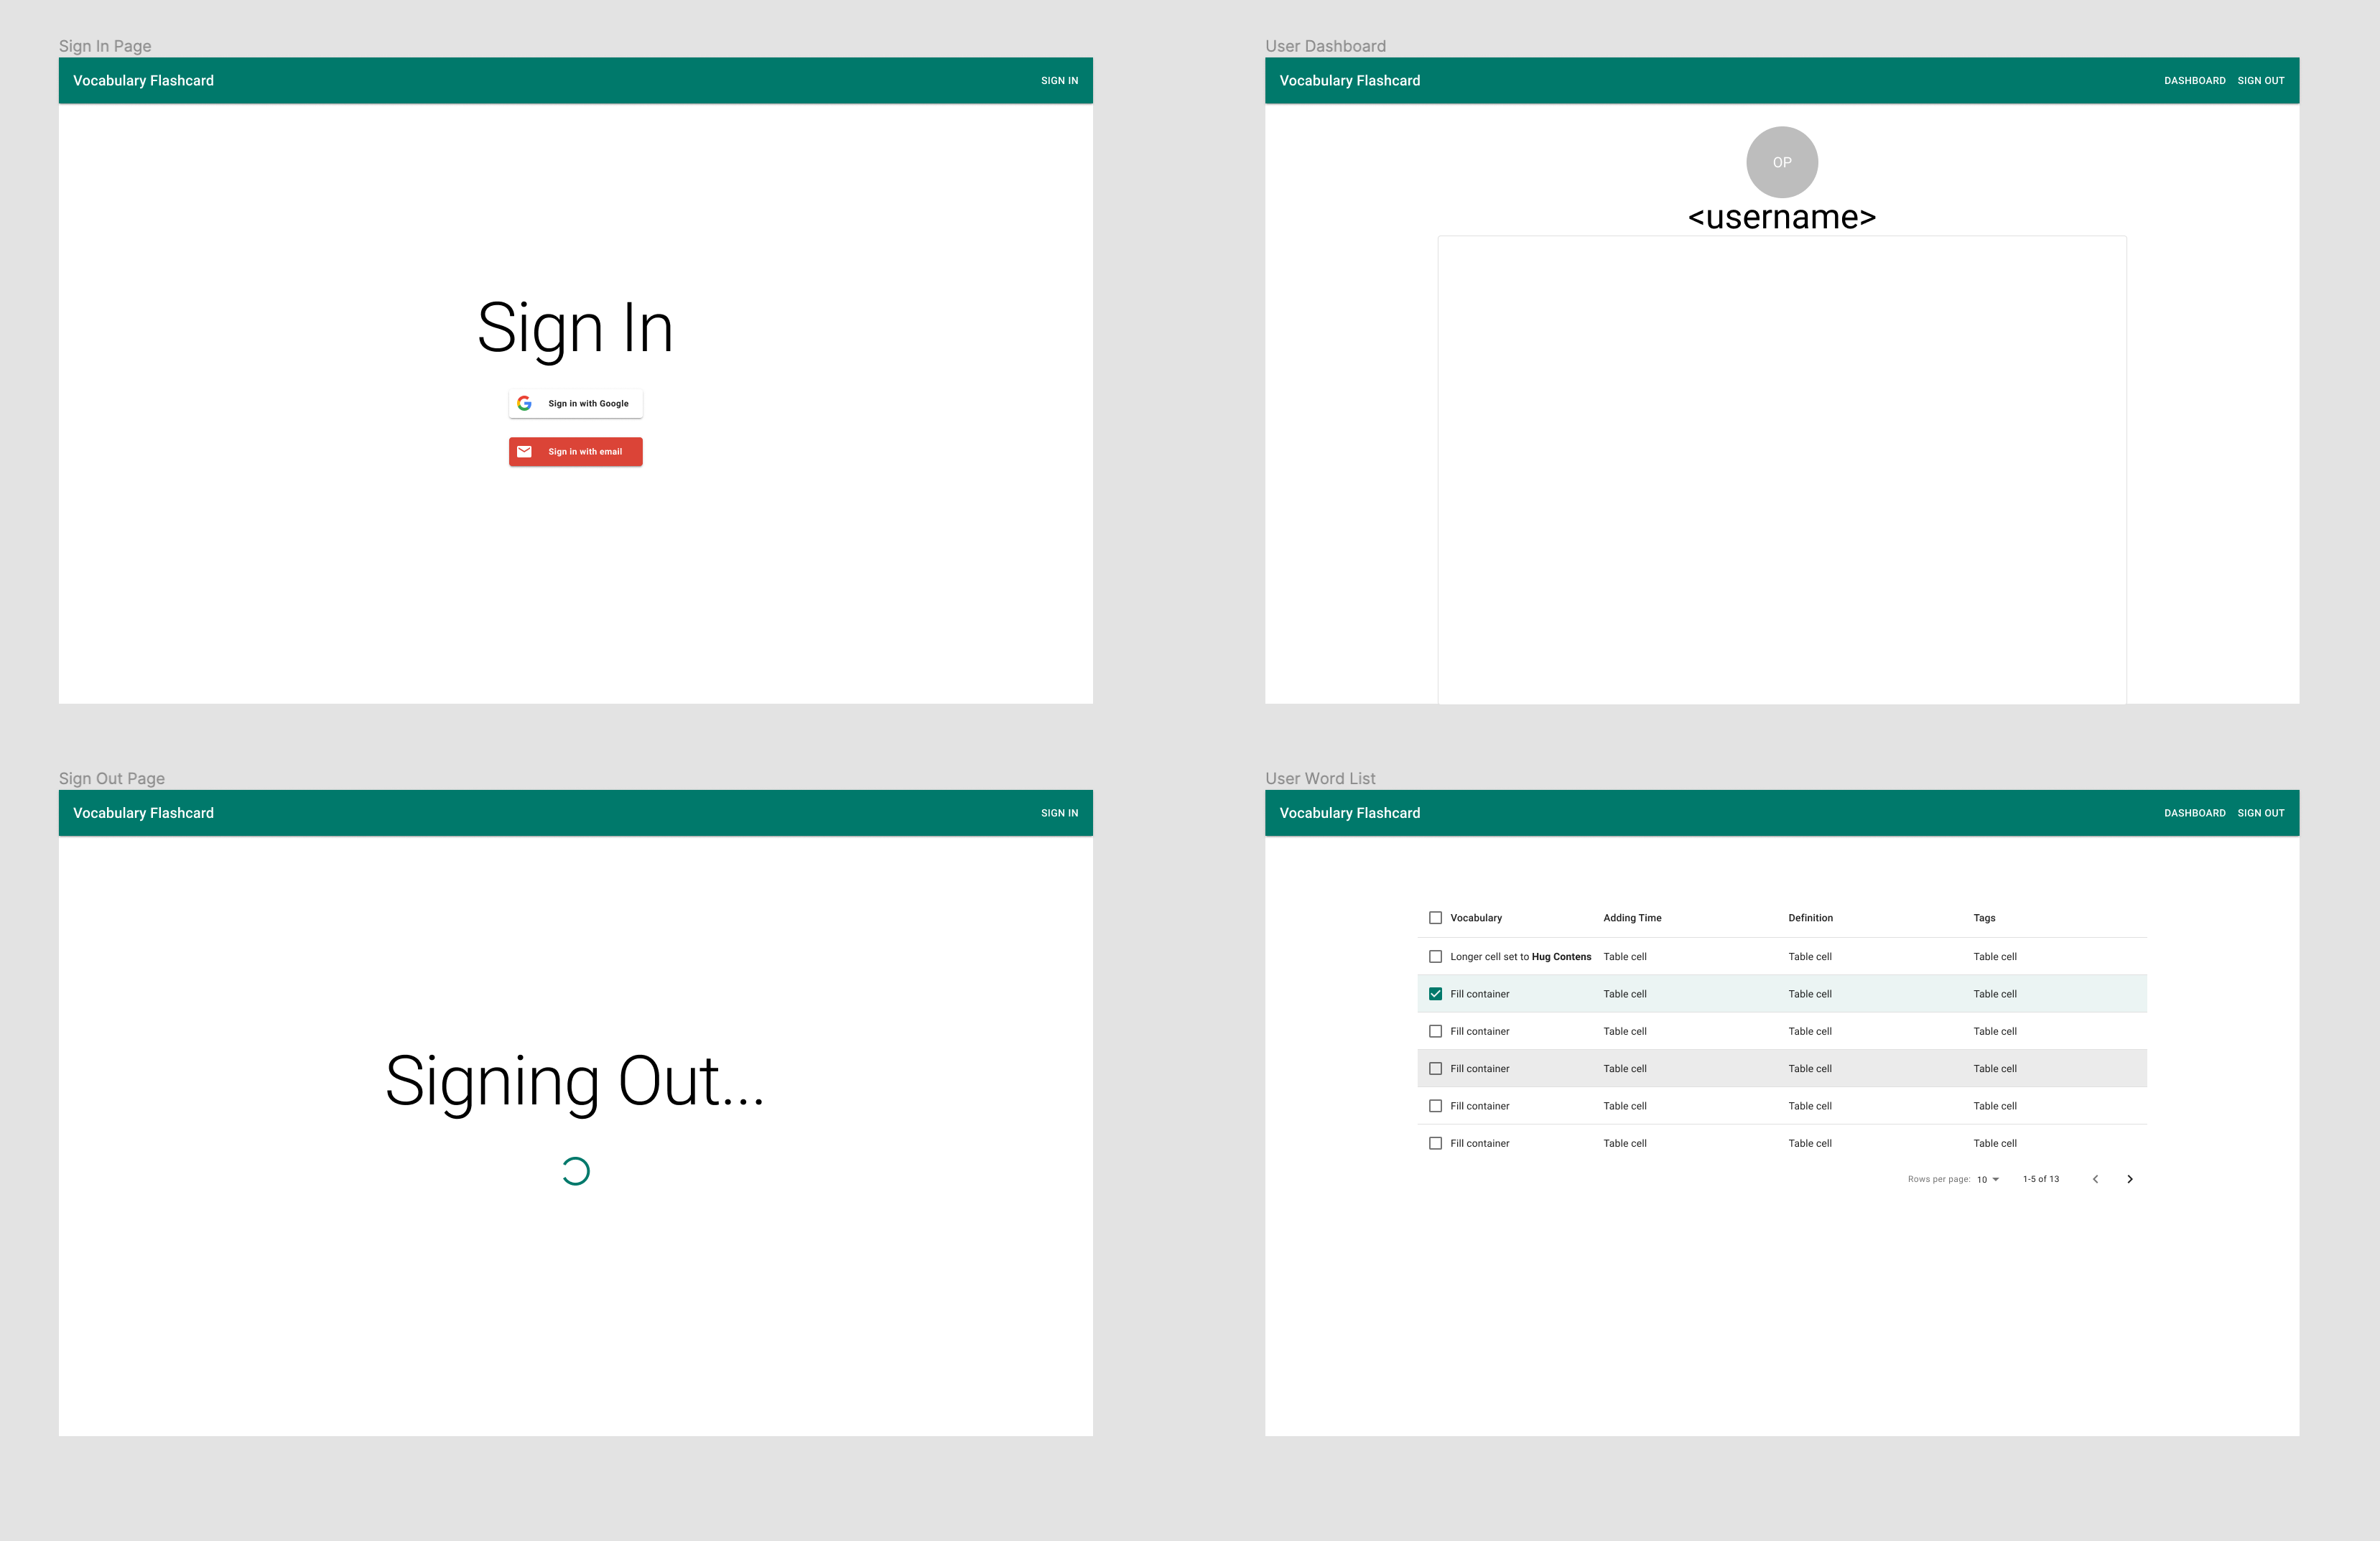 Sign In Page
Vocabulary Flashcard SIGN IN
Sign In
Sign in with Google
Sign in with email
User Dashboard
Vocabulary Flashcard DASHBOARD SIGN OUT
OP
<username>
Sign Out Page
Vocabulary Flashcard SIGN IN
Signing Out...
User Word List
Vocabulary Flashcard DASHBOARD SIGN OUT
Vocabulary Adding Time Definition Tags
Longer cell set to Hug Contens Table cell Table cell Table cell
Fill container Table cell Table cell Table cell
Fill container Table cell Table cell Table cell
Fill container Table cell Table cell Table cell
Fill container Table cell Table cell Table cell
Fill container Table cell Table cell Table cell
Rows per page: 10 1-5 of 13